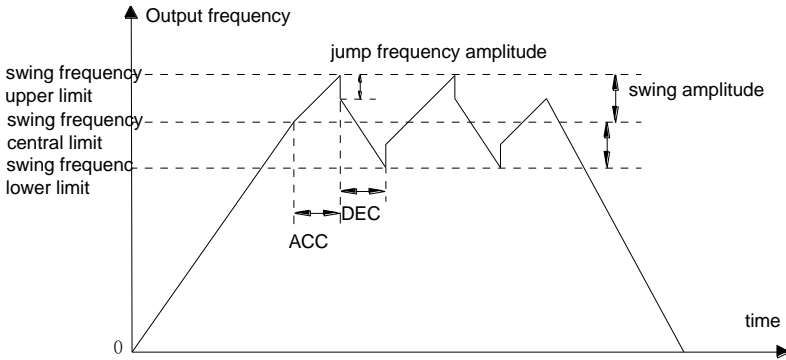 Output frequency
jump frequency amplitude
swing frequency
upper limit
swing amplitude
swing frequency
central limit
swing frequenc
lower limit
DEC
ACC
time
0